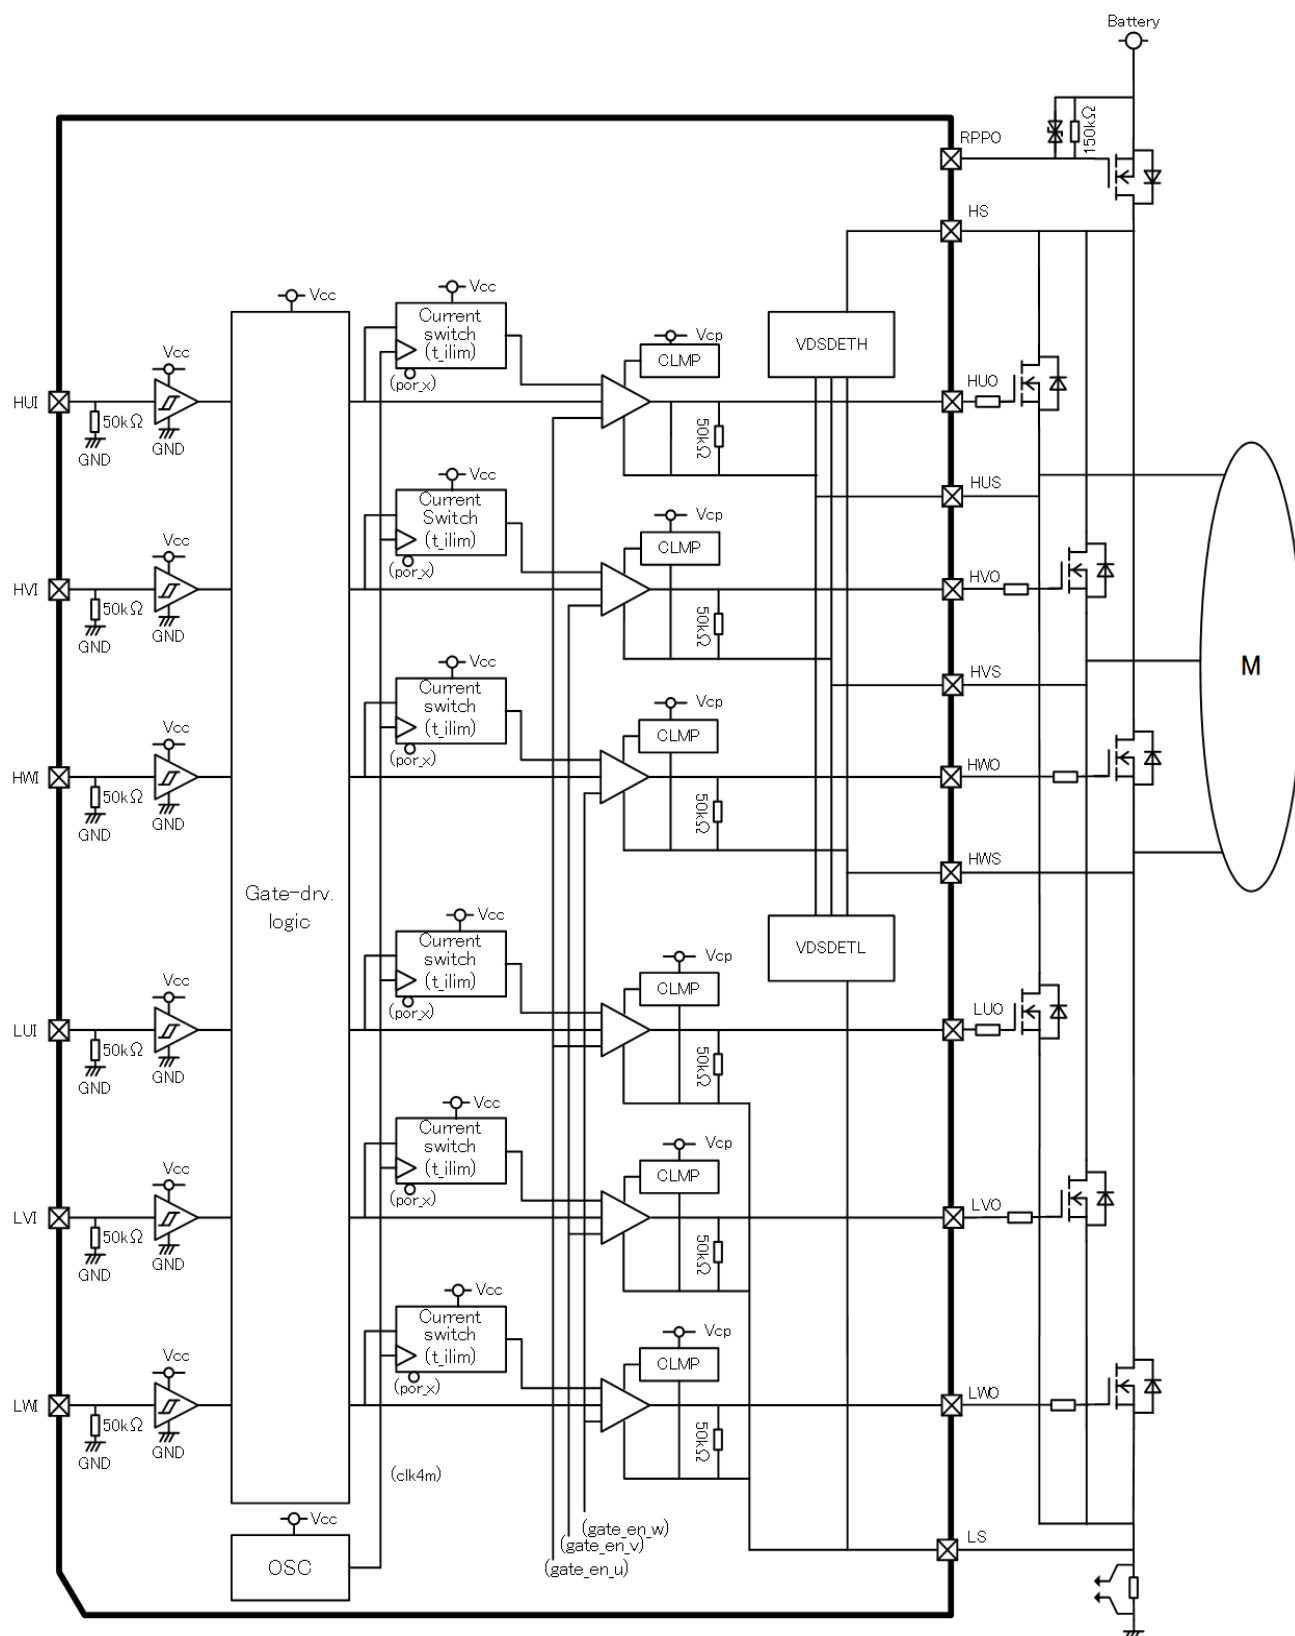 Battery
RPPO
150kΩ
HS
Vcc
Vcc
Current
switch
(t_ilim)
(por_x)
Vcp
CLMP
VDSDETH
Vcc
HUI
50kΩ
GND
GND
50kΩ
HUO
HUS
Vcc
Current
Switch
(t_ilim)
(por_x)
Vcp
CLMP
Vcc
HVI
50kΩ
GND
GND
50kΩ
HVO
HVS
M
Vcc
Current
switch
(t_ilim)
(por_x)
Vcp
CLMP
Vcc
HWI
50kΩ
GND
GND
50kΩ
HWO
HWS
Gate-drv.
logic
VDSDETL
Vcc
Current
switch
(t_ilim)
(por_x)
Vcp
CLMP
Vcc
LUI
50kΩ
GND
GND
50kΩ
LUO
Vcc
Current
switch
(t_ilim)
(por_x)
Vcp
CLMP
Vcc
LVI
50kΩ
GND
GND
50kΩ
LVO
Vcc
Current
switch
(t_ilim)
(por_x)
Vcp
CLMP
Vcc
LWI
50kΩ
GND
GND
50kΩ
LWO
(clk4m)
Vcc
OSC
(gate_en_w)
(gate_en_v)
(gate_en_u)
LS